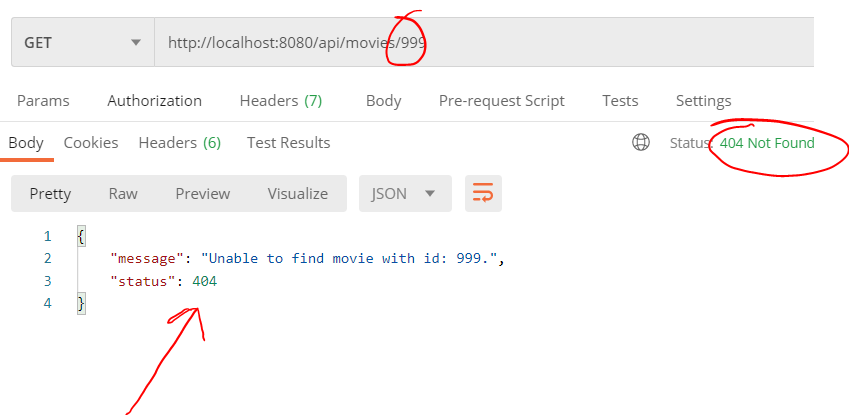 GET http://localhost:8080/api/movies/999
Params Authorization Headers (7) Body Pre-request Script Tests Settings
Body Cookies Headers (6) Test Results Status: 404 Not Found
Pretty Raw Preview Visualize JSON
1 {
2 "message": "Unable to find movie with id: 999.",
3 "status": 404
4 }